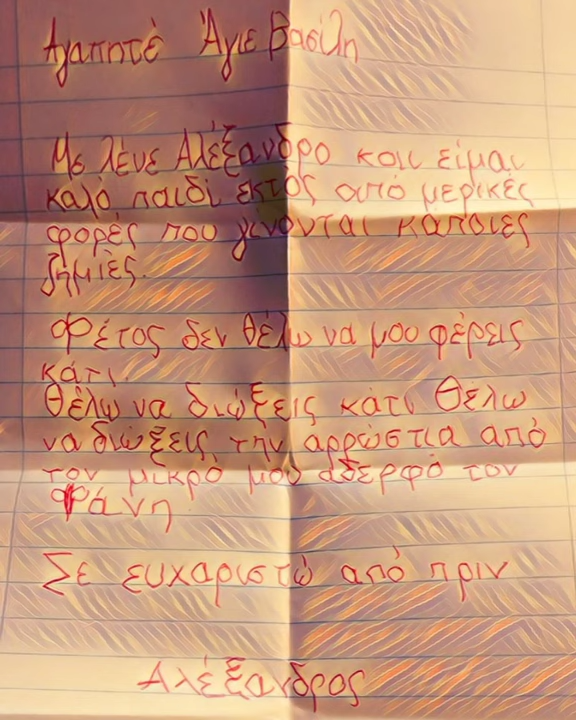 Αγαπητέ Άγιε Βασίλη
Με λένε Αλέξανδρο και είμαι
καλό παιδί εκτός από μερικές
φορές που γίνονται κάποιες
ζημιές.
Φέτος δεν θέλω να μου φέρεις
κάτι.
Θέλω να διώξεις κάτι Θέλω
να διώξεις την αρρώστια από
τον μικρό μου αδερφό τον
Φάνη
Σε ευχαριστώ από πριν
Αλέξανδρος